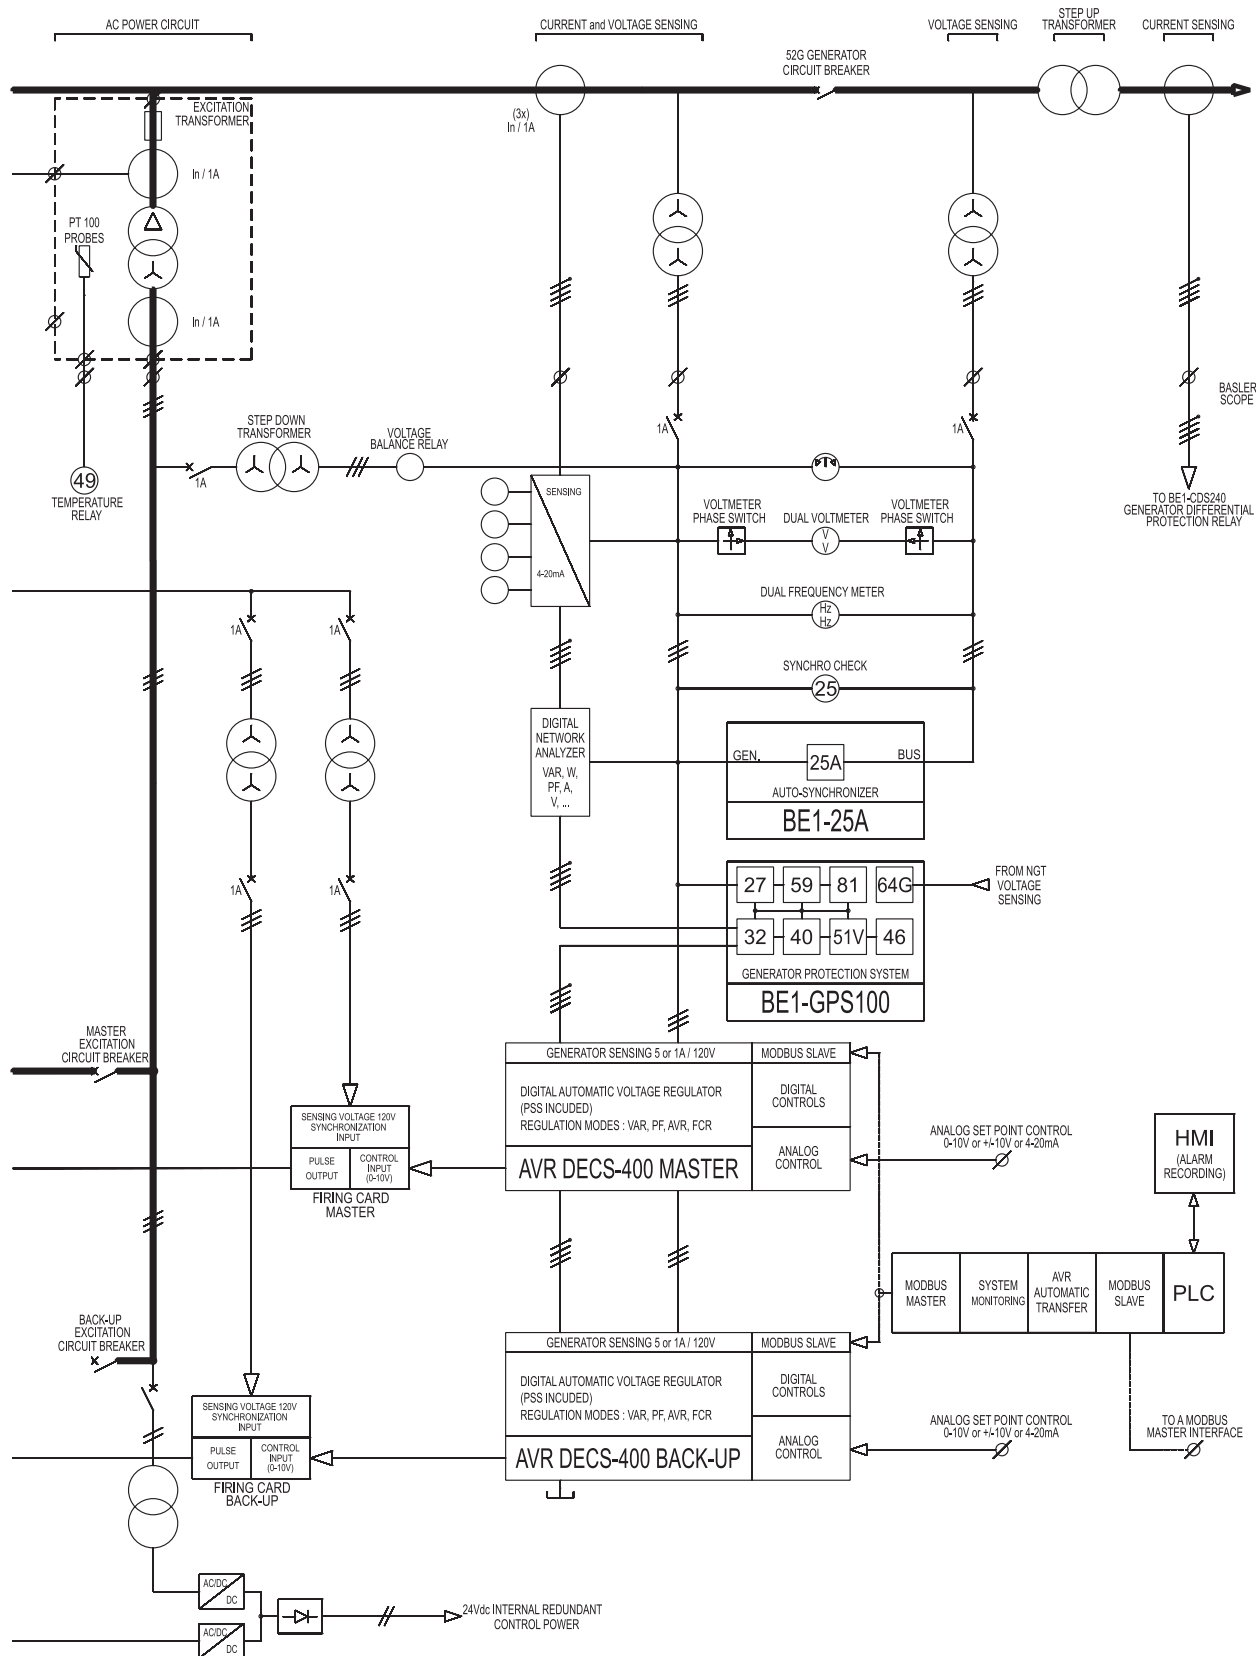 AC POWER CIRCUIT
CURRENT and VOLTAGE SENSING
VOLTAGE SENSING
STEP UP
TRANSFORMER
CURRENT SENSING
52G GENERATOR
CIRCUIT BREAKER
EXCITATION
TRANSFORMER
(3x)
In / 1A
In / 1A
PT 100
PROBES
In / 1A
BASLER
SCOPE
STEP DOWN
TRANSFORMER
VOLTAGE
BALANCE RELAY
1A
1A
1A
49
TEMPERATURE
RELAY
SENSING
4-20mA
VOLTMETER
PHASE SWITCH
DUAL VOLTMETER
VOLTMETER
PHASE SWITCH
V
V
TO BE1-CDS240
GENERATOR DIFFERENTIAL
PROTECTION RELAY
DUAL FREQUENCY METER
Hz
Hz
1A
1A
SYNCHRO CHECK
25
DIGITAL
NETWORK
ANALYZER
VAR, W,
PF, A,
V, ...
GEN.
25A
BUS
AUTO-SYNCHRONIZER
BE1-25A
1A
1A
27
59
81
64G
FROM NGT
VOLTAGE
SENSING
32
40
51V
46
GENERATOR PROTECTION SYSTEM
BE1-GPS100
MASTER
EXCITATION
CIRCUIT BREAKER
GENERATOR SENSING 5 or 1A / 120V
MODBUS SLAVE
DIGITAL AUTOMATIC VOLTAGE REGULATOR
(PSS INCLUDED)
REGULATION MODES : VAR, PF, AVR, FCR
DIGITAL
CONTROLS
AVR DECS-400 MASTER
ANALOG
CONTROL
SENSING VOLTAGE 120V
SYNCHRONIZATION
INPUT
PULSE
OUTPUT
CONTROL
INPUT
(0-10V)
FIRING CARD
MASTER
ANALOG SET POINT CONTROL
0-10V or +/-10V or 4-20mA
HMI
(ALARM
RECORDING)
MODBUS
MASTER
SYSTEM
MONITORING
AVR
AUTOMATIC
TRANSFER
MODBUS
SLAVE
PLC
BACK-UP
EXCITATION
CIRCUIT BREAKER
GENERATOR SENSING 5 or 1A / 120V
MODBUS SLAVE
DIGITAL AUTOMATIC VOLTAGE REGULATOR
(PSS INCLUDED)
REGULATION MODES : VAR, PF, AVR, FCR
DIGITAL
CONTROLS
AVR DECS-400 BACK-UP
ANALOG
CONTROL
SENSING VOLTAGE 120V
SYNCHRONIZATION
INPUT
PULSE
OUTPUT
CONTROL
INPUT
(0-10V)
FIRING CARD
BACK-UP
ANALOG SET POINT CONTROL
0-10V or +/-10V or 4-20mA
TO A MODBUS
MASTER INTERFACE
AC/DC
DC
24Vdc INTERNAL REDUNDANT
CONTROL POWER
AC/DC
DC